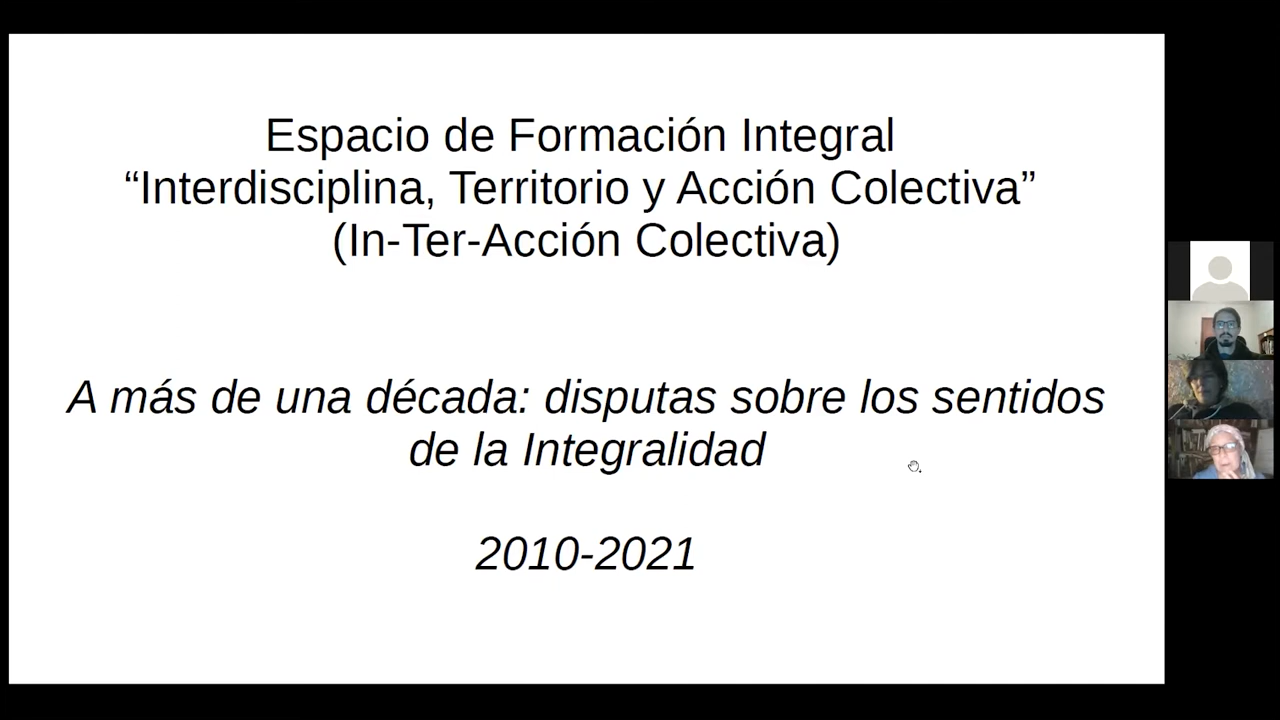 Espacio de Formación Integral
“Interdisciplina, Territorio y Acción Colectiva”
(In-Ter-Acción Colectiva)
A más de una década: disputas sobre los sentidos
de la Integralidad
2010-2021